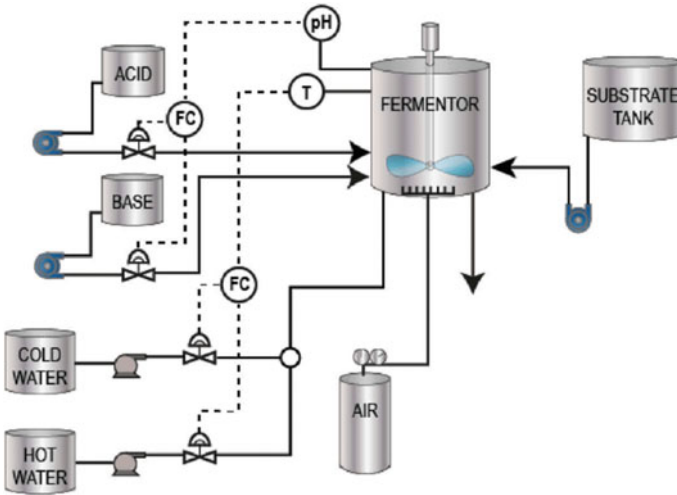 pH
ACID
T
FERMENTOR
SUBSTRATE
TANK
FC
BASE
FC
COLD
WATER
AIR
HOT
WATER